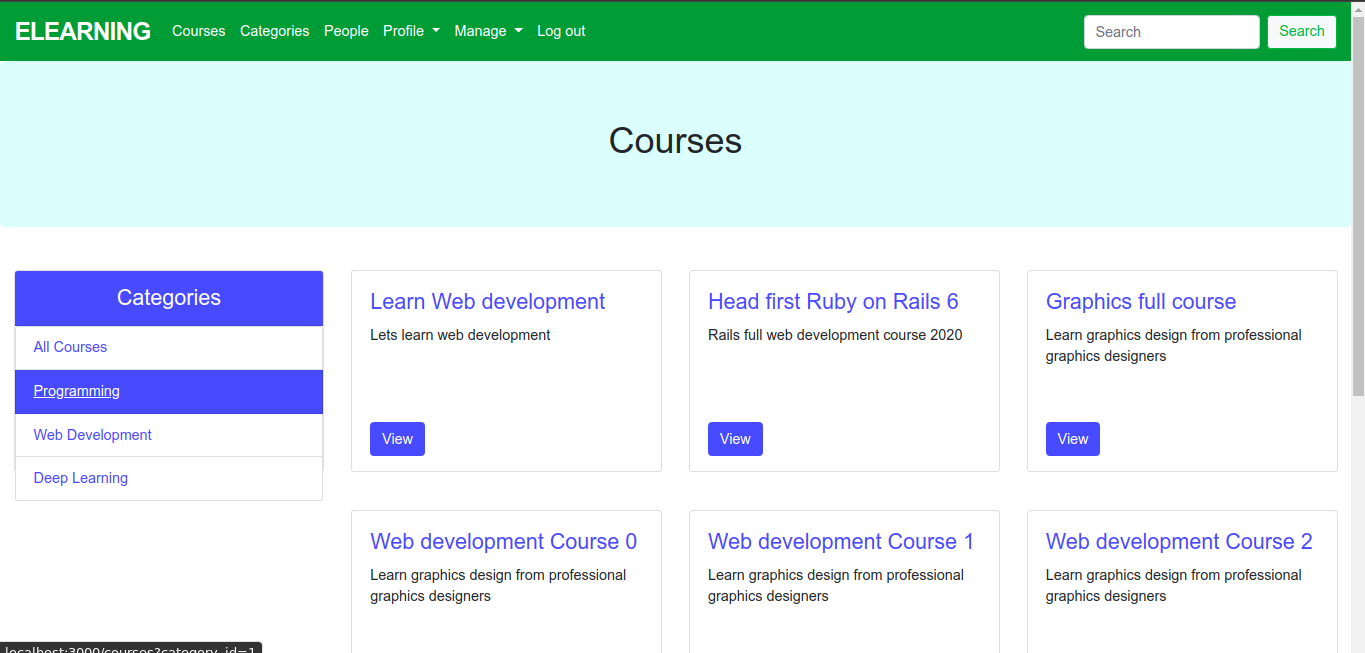 ELEARNING Courses Categories People Profile Manage Log out Search Search
Courses
Categories
All Courses
Programming
Web Development
Deep Learning
Learn Web development
Lets learn web development
View
Head first Ruby on Rails 6
Rails full web development course 2020
View
Graphics full course
Learn graphics design from professional
graphics designers
View
Web development Course 0
Learn graphics design from professional
graphics designers
Web development Course 1
Learn graphics design from professional
graphics designers
Web development Course 2
Learn graphics design from professional
graphics designers
localhost:3000/courses?category_id=1